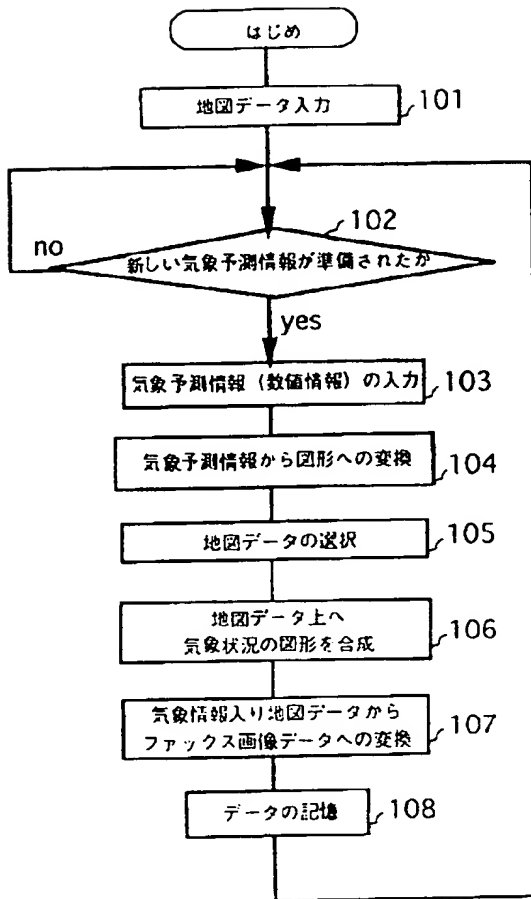 はじめ
地図データ入力
101
102
no
新しい気象予測情報が準備されたか
yes
気象予測情報（数値情報）の入力
103
気象予測情報から図形への変換
104
地図データの選択
105
地図データ上へ
気象状況の図形を合成
106
気象情報入り地図データから
ファックス画像データへの変換
107
データの記憶
108